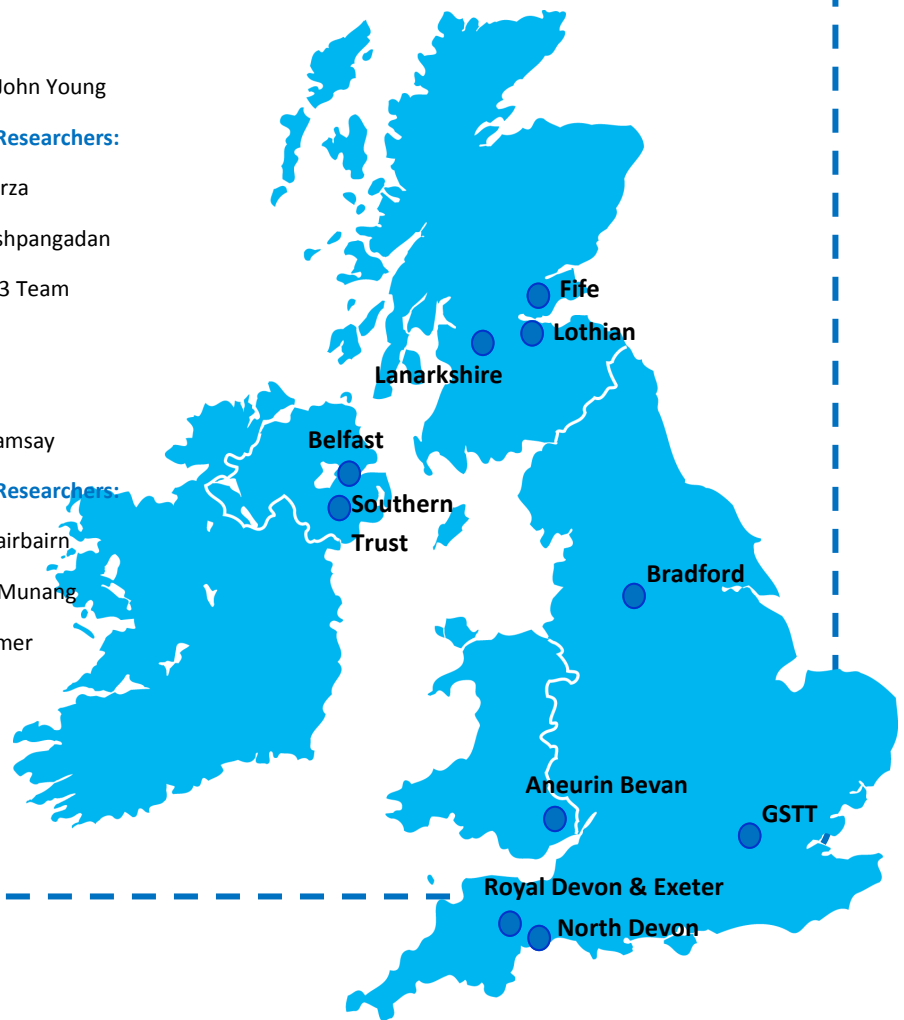 John Young
Researchers:
rza
shpangadan
3 Team
amsay
Researchers:
airbairn
Munang
mer
Fife
Lothian
Lanarkshire
Belfast
Southern
Trust
Bradford
Aneurin Bevan
GSTT
Royal Devon & Exeter
North Devon